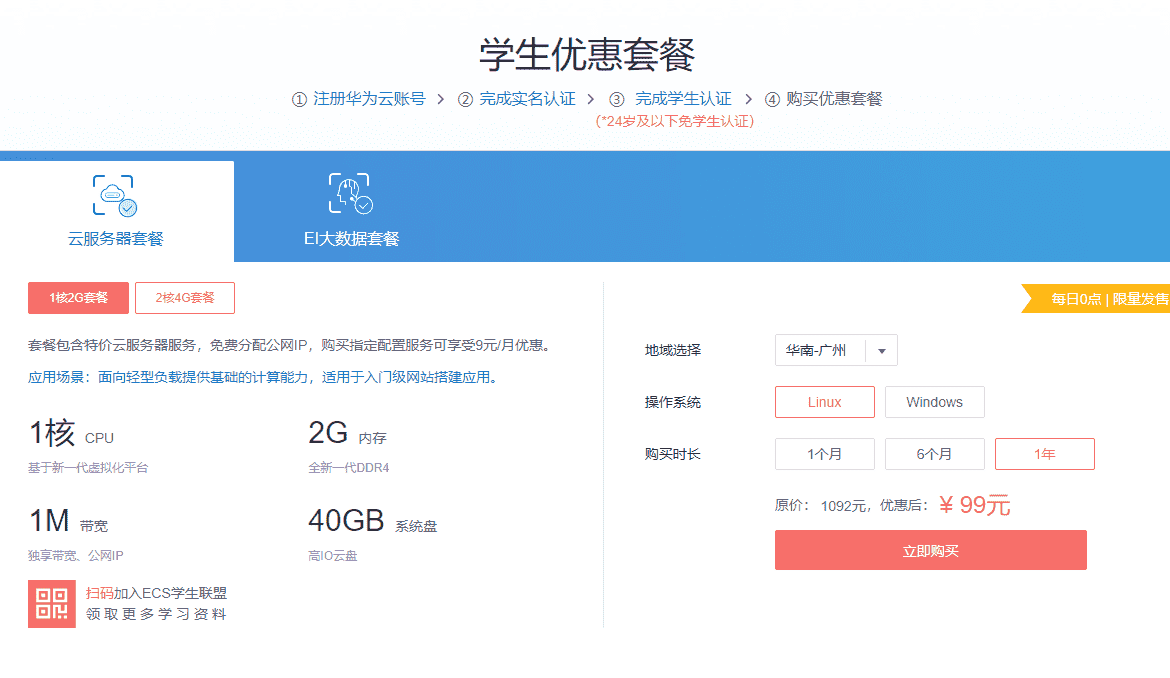 学生优惠套餐
① 注册华为云账号 > ② 完成实名认证 > ③ 完成学生认证 > ④ 购买优惠套餐
(*24岁及以下免学生认证)
云服务器套餐
EI大数据套餐
1核2G套餐
2核4G套餐
每日0点 | 限量发售
套餐包含特价云服务器服务，免费分配公网IP，购买指定配置服务可享受9元/月优惠。
应用场景：面向轻型负载提供基础的计算能力，适用于入门级网站搭建应用。
1核 CPU
基于新一代虚拟化平台
2G 内存
全新一代DDR4
1M 带宽
独享带宽、公网IP
40GB 系统盘
高IO云盘
扫码加入ECS学生联盟
领取更多学习资料
地域选择 华南-广州
操作系统 Linux Windows
购买时长 1个月 6个月 1年
原价： 1092元，优惠后： ¥ 99元
立即购买